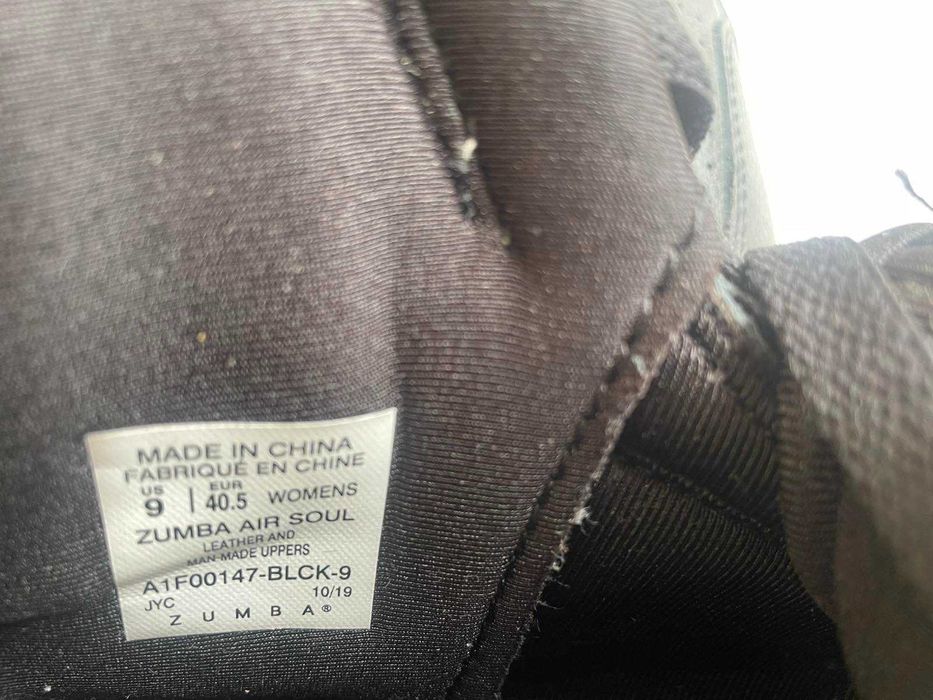 MADE IN CHINA
FABRIQUÉ EN CHINE
US 9 | EUR 40.5 WOMENS
ZUMBA AIR SOUL
LEATHER AND
MAN-MADE UPPERS
A1F00147-BLCK-9
JYC 10/19
ZUMBA®